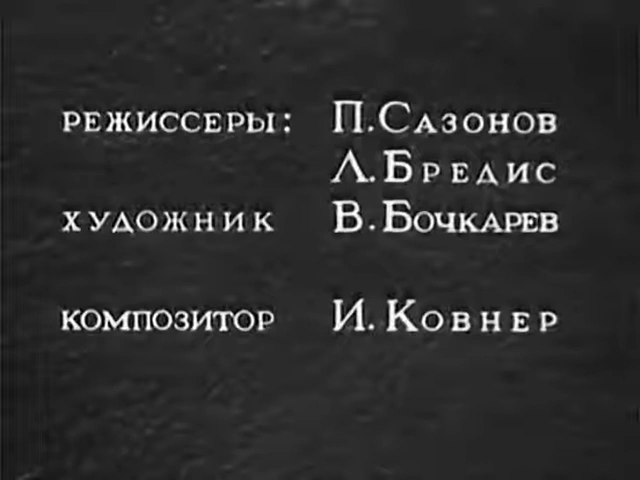 РЕЖИССЕРЫ: П. САЗОНОВ
Л. БРЕДИС
ХУДОЖНИК В. БОЧКАРЕВ
КОМПОЗИТОР И. КОВНЕР